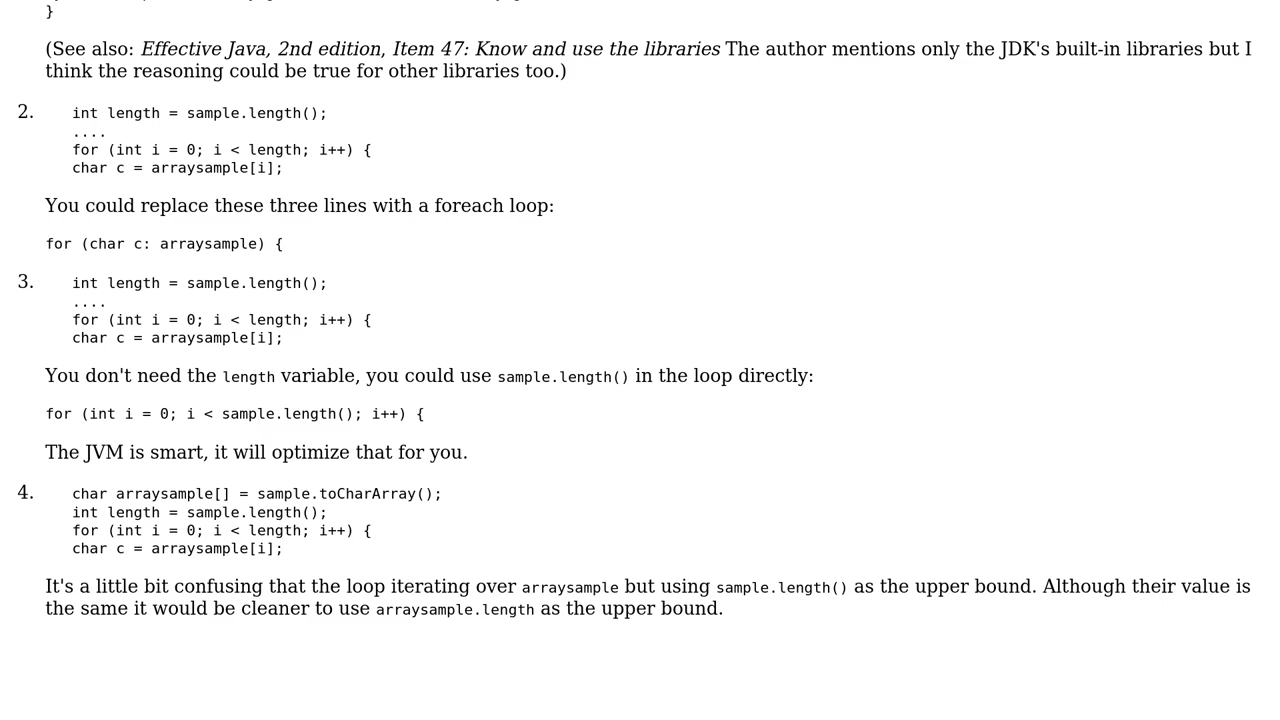 }
(See also: Effective Java, 2nd edition, Item 47: Know and use the libraries The author mentions only the JDK's built-in libraries but I
think the reasoning could be true for other libraries too.)
2. int length = sample.length();
....
for (int i = 0; i < length; i++) {
char c = arraysample[i];
You could replace these three lines with a foreach loop:
for (char c: arraysample) {
3. int length = sample.length();
....
for (int i = 0; i < length; i++) {
char c = arraysample[i];
You don't need the length variable, you could use sample.length() in the loop directly:
for (int i = 0; i < sample.length(); i++) {
The JVM is smart, it will optimize that for you.
4. char arraysample[] = sample.toCharArray();
int length = sample.length();
for (int i = 0; i < length; i++) {
char c = arraysample[i];
It's a little bit confusing that the loop iterating over arraysample but using sample.length() as the upper bound. Although their value is
the same it would be cleaner to use arraysample.length as the upper bound.